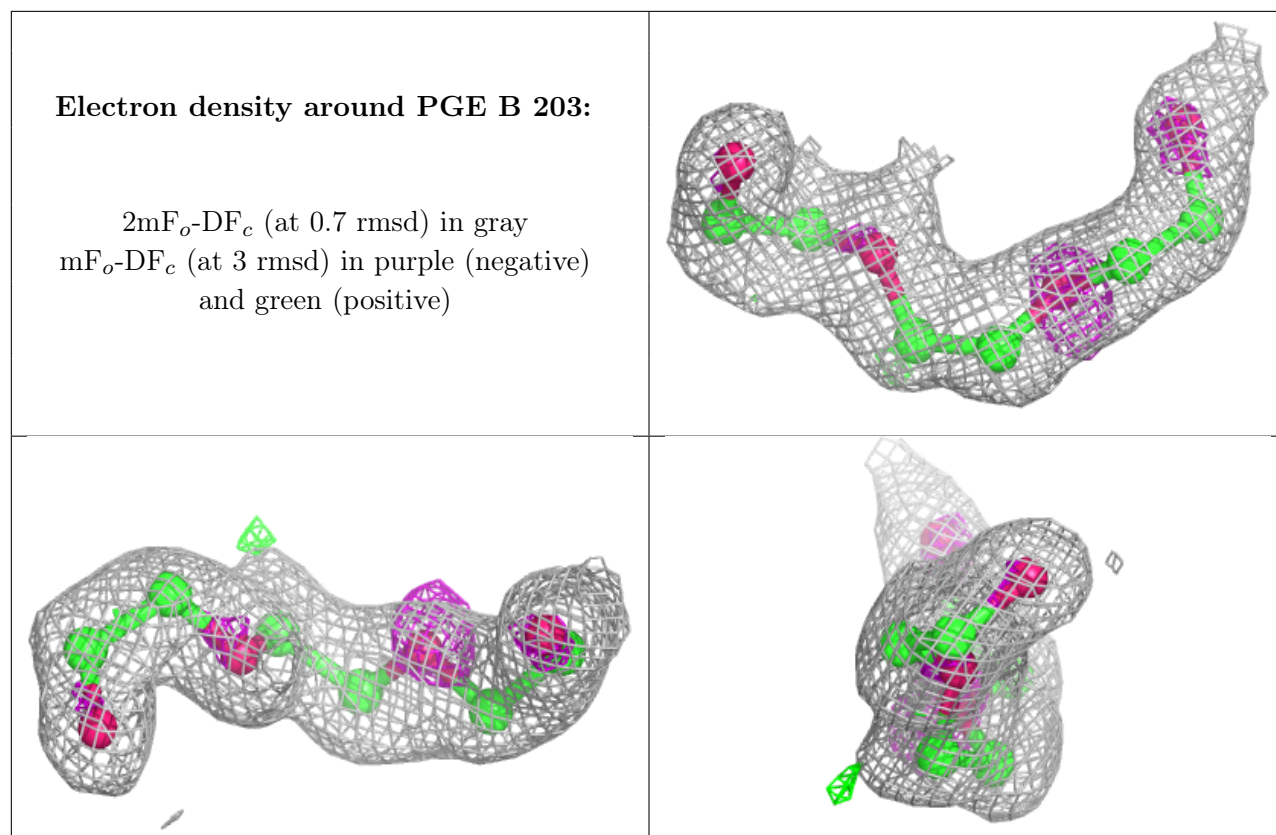 Electron density around PGE B 203:
2mFₒ-DF𝒸 (at 0.7 rmsd) in gray
mFₒ-DF𝒸 (at 3 rmsd) in purple (negative)
and green (positive)